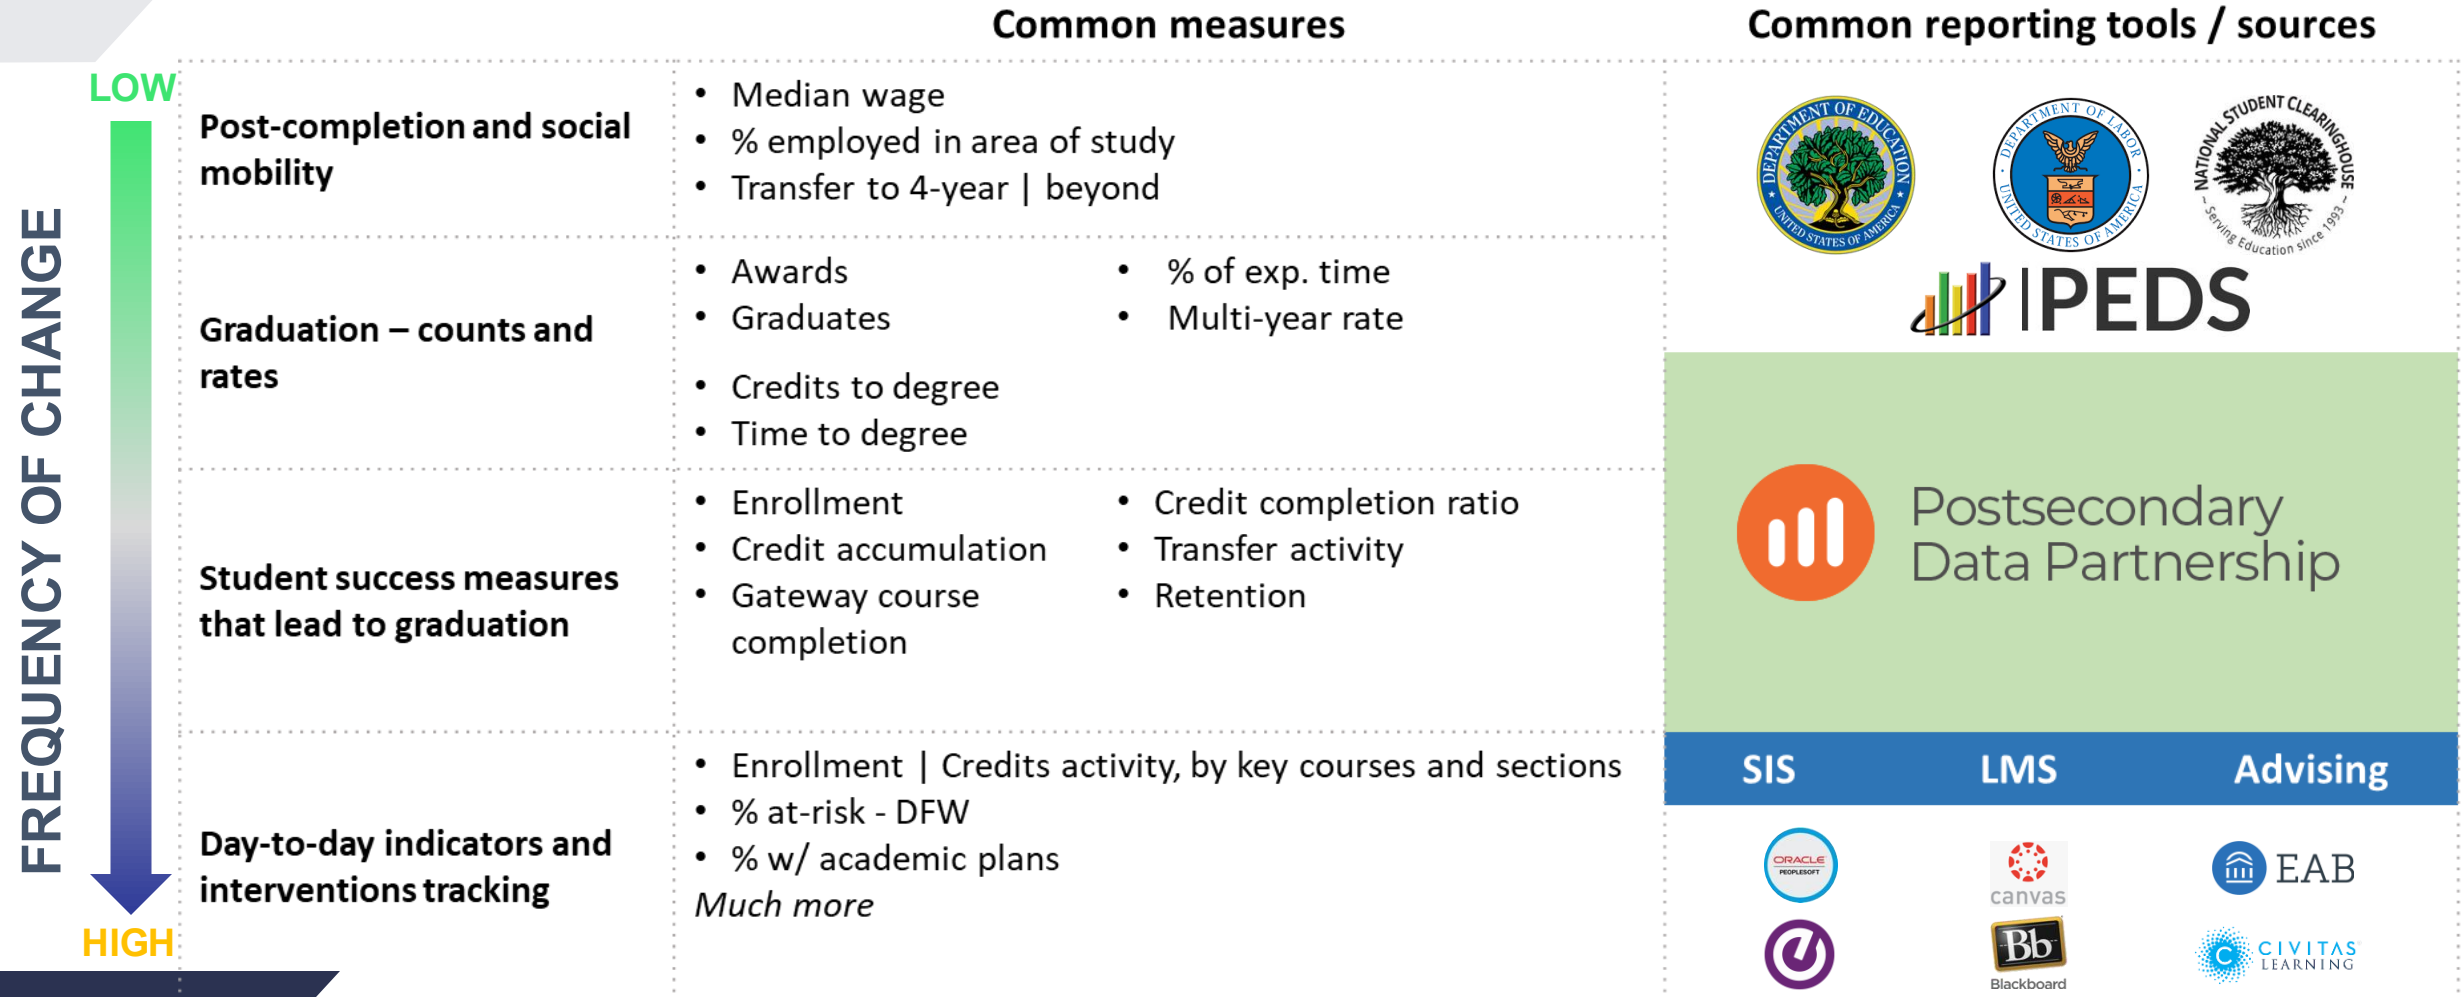 Common measures
Common reporting tools / sources
LOW
FREQUENCY OF CHANGE
HIGH
Post-completion and social
mobility
• Median wage
• % employed in area of study
• Transfer to 4-year | beyond
DEPARTMENT OF EDUCATION
★ UNITED STATES OF AMERICA ★
DEPARTMENT OF LABOR
UNITED STATES OF AMERICA
NATIONAL STUDENT CLEARINGHOUSE
~ Serving Education since 1993 ~
IPEDS
Graduation – counts and
rates
• Awards
• Graduates
• Credits to degree
• Time to degree
• % of exp. time
• Multi-year rate
Student success measures
that lead to graduation
• Enrollment
• Credit accumulation
• Gateway course
completion
• Credit completion ratio
• Transfer activity
• Retention
Postsecondary
Data Partnership
Day-to-day indicators and
interventions tracking
• Enrollment | Credits activity, by key courses and sections
• % at-risk - DFW
• % w/ academic plans
Much more
SIS
LMS
Advising
ORACLE
PEOPLESOFT
canvas
EAB
Bb
Blackboard
C
CIVITAS
LEARNING